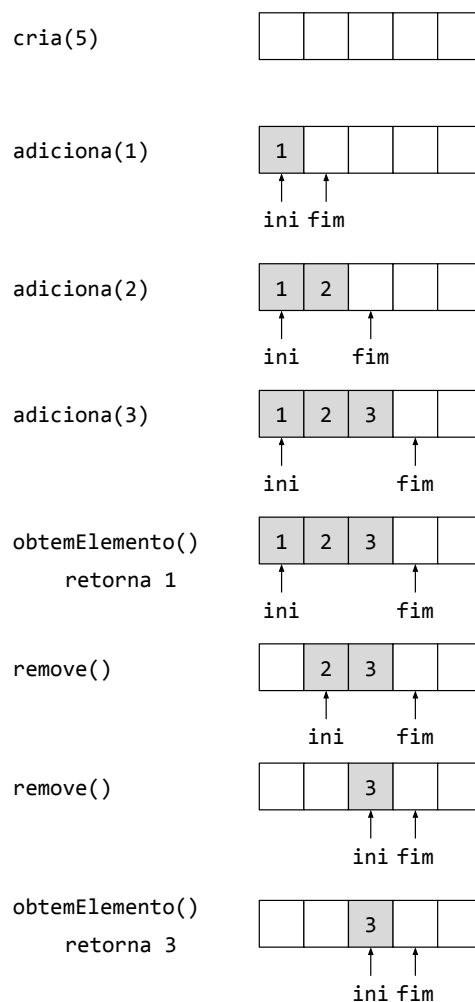 cria(5)
adiciona(1)
1
ini fim
adiciona(2)
1 2
ini fim
adiciona(3)
1 2 3
ini fim
obtemElemento()
retorna 1
1 2 3
ini fim
remove()
2 3
ini fim
remove()
3
ini fim
obtemElemento()
retorna 3
3
ini fim